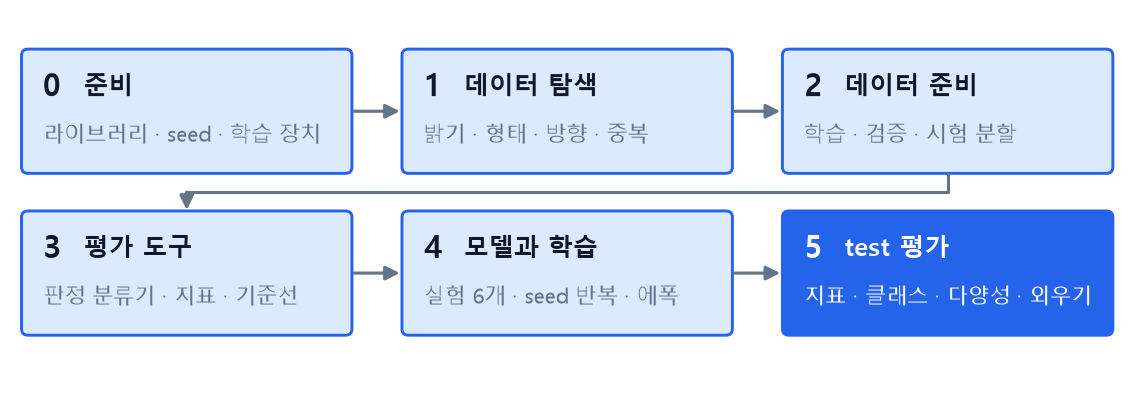 0 준비
라이브러리 · seed · 학습 장치
1 데이터 탐색
밝기 · 형태 · 방향 · 중복
2 데이터 준비
학습 · 검증 · 시험 분할
3 평가 도구
판정 분류기 · 지표 · 기준선
4 모델과 학습
실험 6개 · seed 반복 · 에폭
5 test 평가
지표 · 클래스 · 다양성 · 외우기